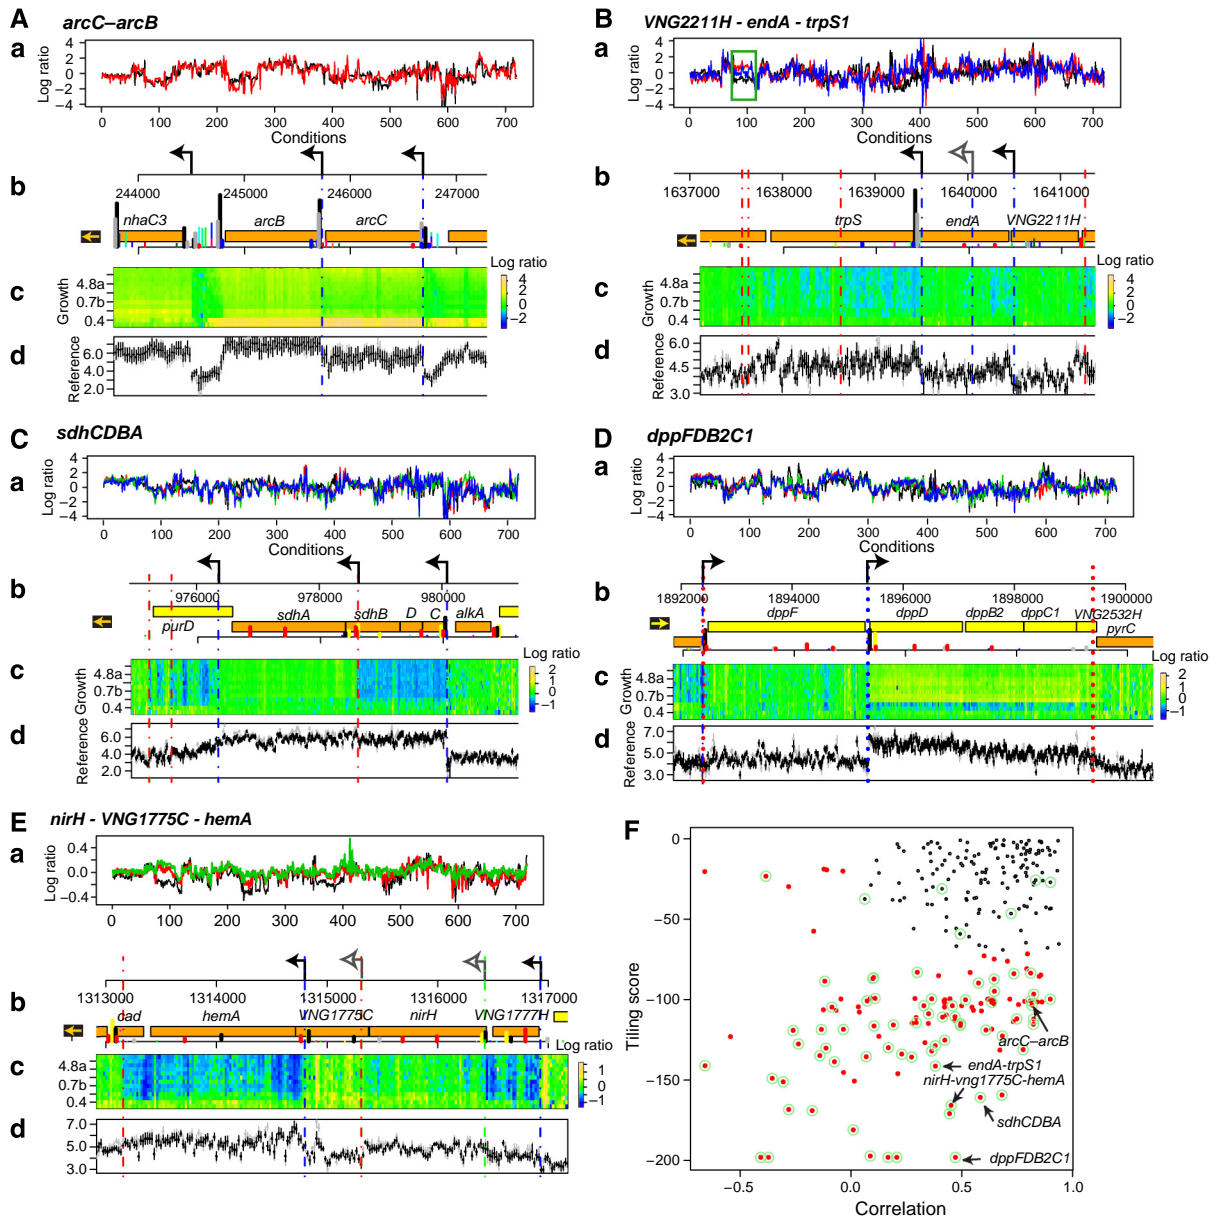 A
arcC–arcB
a
Log ratio
4
2
0
−2
−4
0 100 200 300 400 500 600 700
Conditions
b
244000 245000 246000 247000
nhaC3 arcB arcC
c
Growth
4.8a
0.7b
0.4
Log ratio
4
2
0
−2
d
Reference
6.0
4.0
2.0
B
VNG2211H - endA - trpS1
a
Log ratio
4
2
0
−2
−4
0 100 200 300 400 500 600 700
Conditions
b
1637000 1638000 1639000 1640000 1641000
trpS endA VNG2211H
c
Growth
4.8a
0.7b
0.4
Log ratio
4
2
0
−2
d
Reference
6.0
4.5
3.0
C
sdhCDBA
a
Log ratio
4
2
0
−2
−4
0 100 200 300 400 500 600 700
Conditions
b
976000 978000 980000
purD sdhA sdhB D C alkA
c
Growth
4.8a
0.7b
0.4
Log ratio
2
1
0
−1
d
Reference
6.0
4.0
2.0
D
dppFDB2C1
a
Log ratio
4
2
0
−2
−4
0 100 200 300 400 500 600 700
Conditions
b
1892000 1894000 1896000 1898000 1900000
dppF dppD dppB2 dppC1 VNG2532H
pyrC
c
Growth
4.8a
0.7b
0.4
Log ratio
2
1
0
−1
d
Reference
7.0
5.0
3.0
E
nirH - VNG1775C - hemA
a
Log ratio
0.4
0.0
−0.4
0 100 200 300 400 500 600 700
b
1313000 1314000 1315000 1316000 1317000
cad hemA VNG1775C nirH VNG1777H
c
Growth
4.8a
0.7b
0.4
Log ratio
1
0
−1
d
Reference
7.0
5.0
3.0
F
Tiling score
0
−50
−100
−150
−200
arcC–arcB
endA-trpS1
nirH-vng1775C-hemA
sdhCDBA
dppFDB2C1
−0.5 0.0 0.5 1.0
Correlation